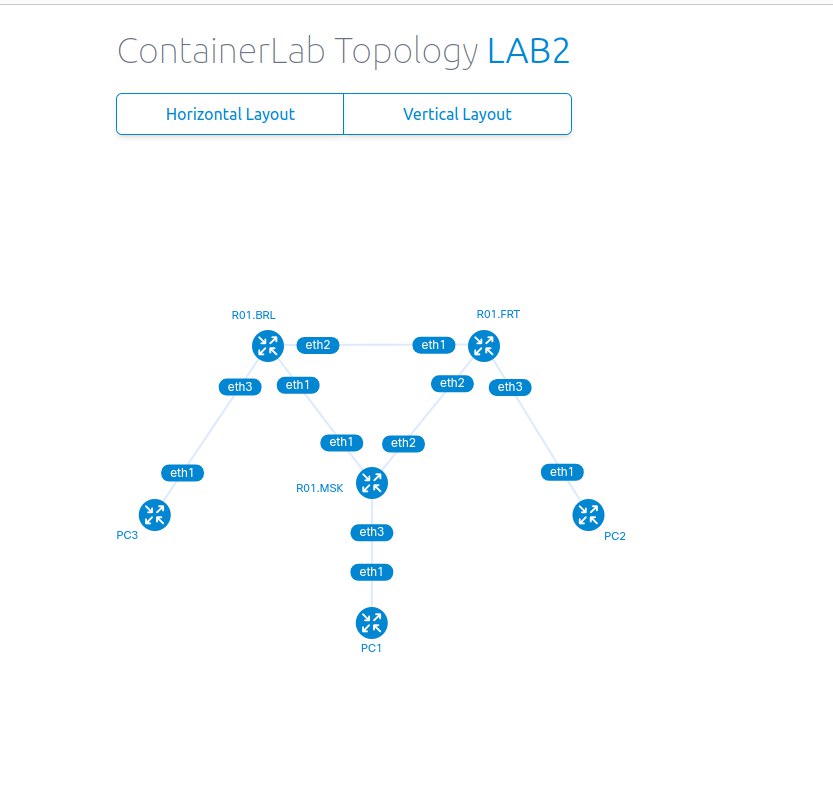 ContainerLab Topology LAB2
Horizontal Layout
Vertical Layout
R01.BRL
R01.FRT
eth2
eth1
eth3
eth1
eth2
eth3
eth1
eth2
eth1
eth1
R01.MSK
PC3
PC2
eth3
eth1
PC1